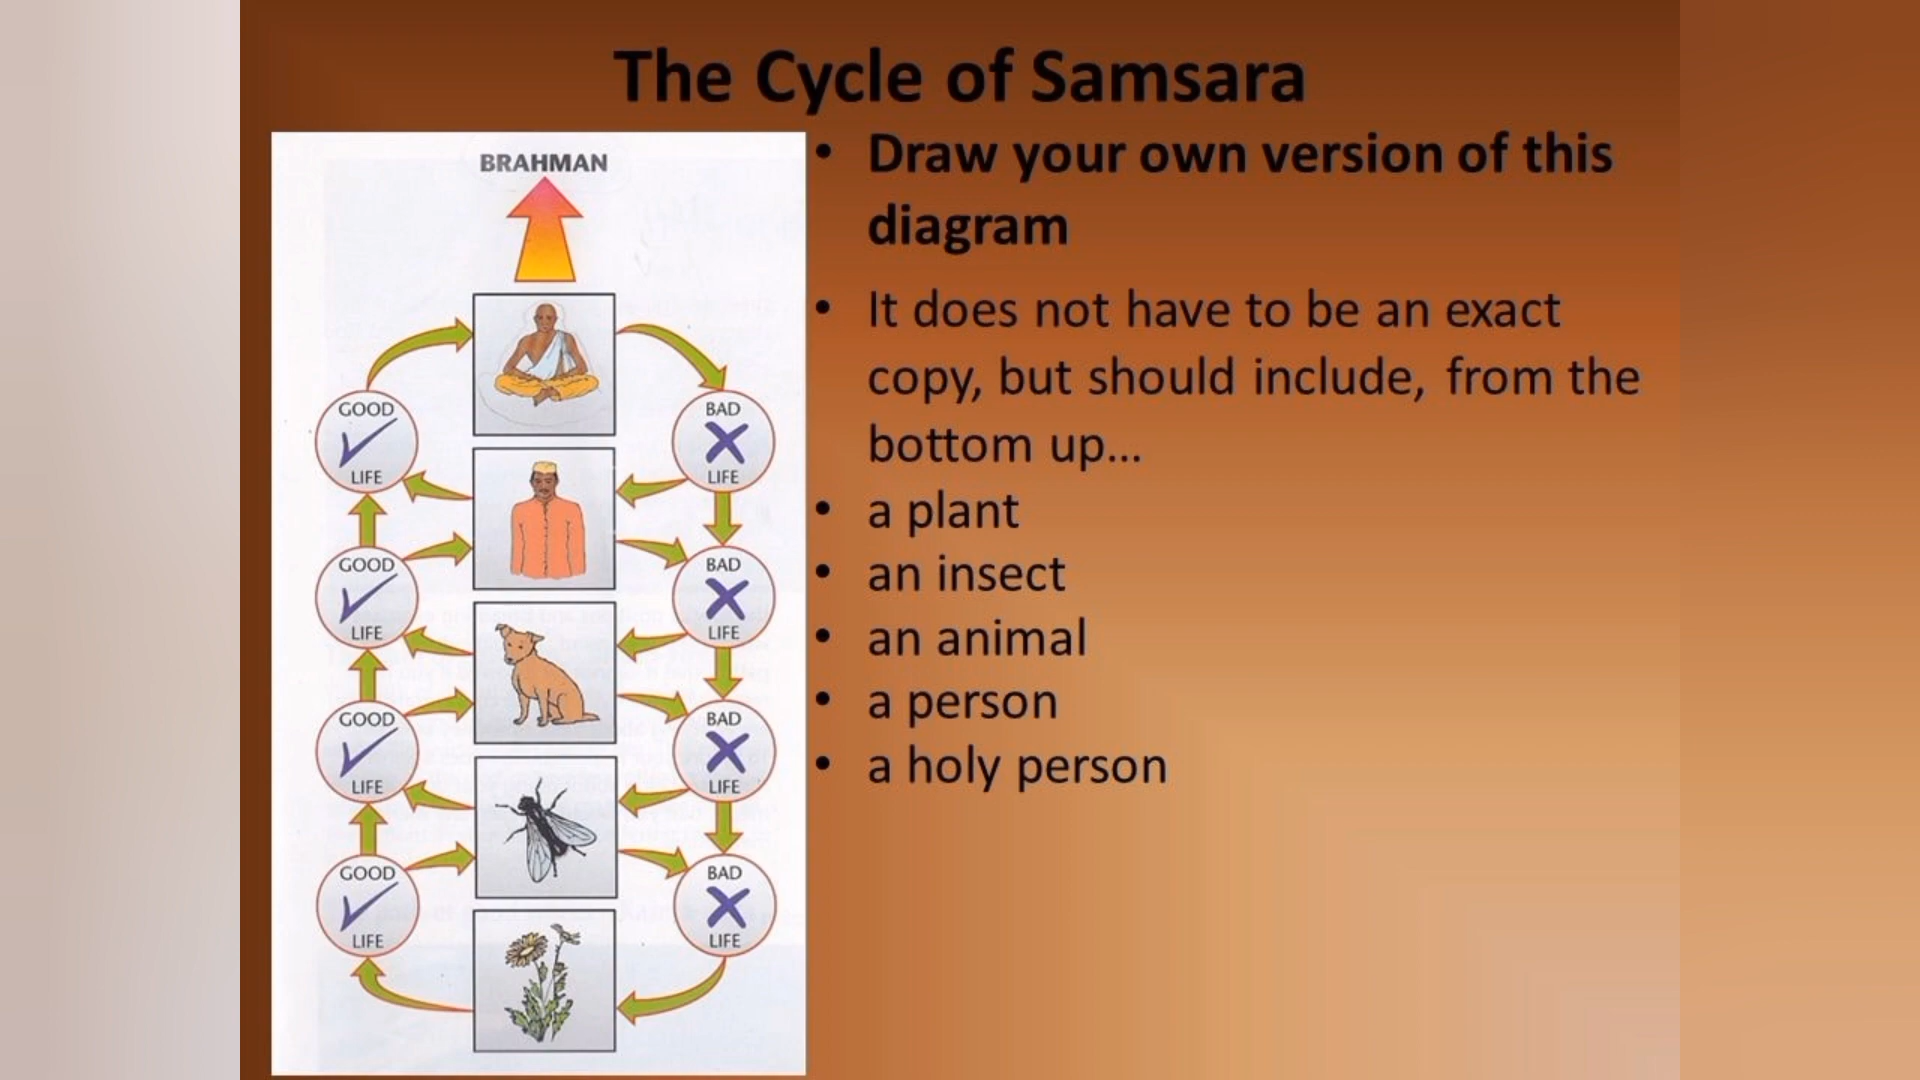 The Cycle of Samsara
BRAHMAN
GOOD
LIFE
BAD
LIFE
GOOD
LIFE
BAD
LIFE
GOOD
LIFE
BAD
LIFE
GOOD
LIFE
BAD
LIFE
• Draw your own version of this
diagram
• It does not have to be an exact
copy, but should include, from the
bottom up...
• a plant
• an insect
• an animal
• a person
• a holy person